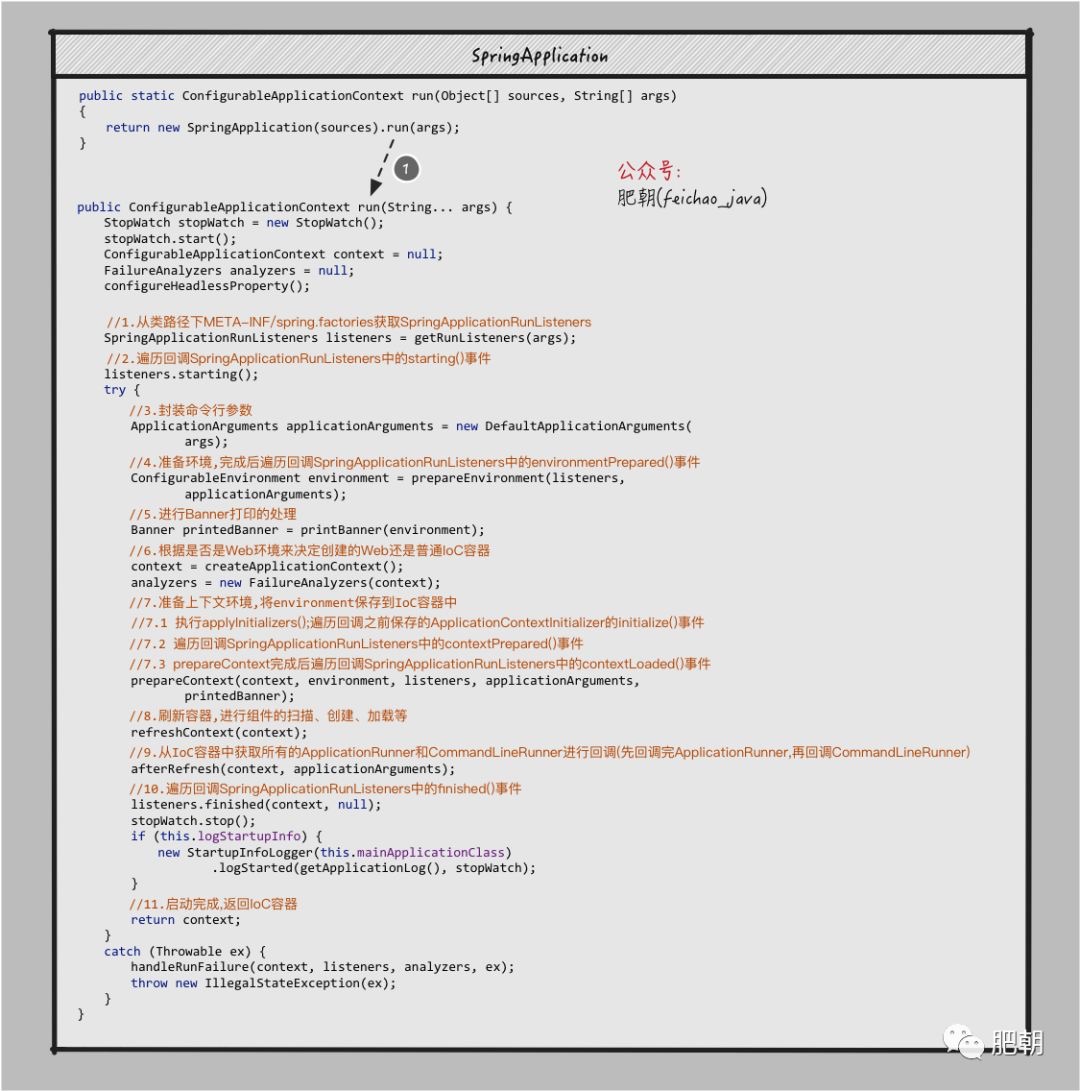 SpringApplication
public static ConfigurableApplicationContext run(Object[] sources, String[] args)
{
return new SpringApplication(sources).run(args);
}
1
公众号:
肥朝(feichao_java)
public ConfigurableApplicationContext run(String... args) {
StopWatch stopWatch = new StopWatch();
stopWatch.start();
ConfigurableApplicationContext context = null;
FailureAnalyzers analyzers = null;
configureHeadlessProperty();
//1.从类路径下META-INF/spring.factories获取SpringApplicationRunListeners
SpringApplicationRunListeners listeners = getRunListeners(args);
//2.遍历回调SpringApplicationRunListeners中的starting()事件
listeners.starting();
try {
//3.封装命令行参数
ApplicationArguments applicationArguments = new DefaultApplicationArguments(
args);
//4.准备环境,完成后遍历回调SpringApplicationRunListeners中的environmentPrepared()事件
ConfigurableEnvironment environment = prepareEnvironment(listeners,
applicationArguments);
//5.进行Banner打印的处理
Banner printedBanner = printBanner(environment);
//6.根据是否是Web环境来决定创建的Web还是普通IoC容器
context = createApplicationContext();
analyzers = new FailureAnalyzers(context);
//7.准备上下文环境,将environment保存到IoC容器中
//7.1 执行applyInitializers();遍历回调之前保存的ApplicationContextInitializer的initialize()事件
//7.2 遍历回调SpringApplicationRunListeners中的contextPrepared()事件
//7.3 prepareContext完成后遍历回调SpringApplicationRunListeners中的contextLoaded()事件
prepareContext(context, environment, listeners, applicationArguments,
printedBanner);
//8.刷新容器,进行组件的扫描、创建、加载等
refreshContext(context);
//9.从IoC容器中获取所有的ApplicationRunner和CommandLineRunner进行回调(先回调完ApplicationRunner,再回调CommandLineRunner)
afterRefresh(context, applicationArguments);
//10.遍历回调SpringApplicationRunListeners中的finished()事件
listeners.finished(context, null);
stopWatch.stop();
if (this.logStartupInfo) {
new StartupInfoLogger(this.mainApplicationClass)
.logStarted(getApplicationLog(), stopWatch);
}
//11.启动完成,返回IoC容器
return context;
}
catch (Throwable ex) {
handleRunFailure(context, listeners, analyzers, ex);
throw new IllegalStateException(ex);
}
}
肥朝